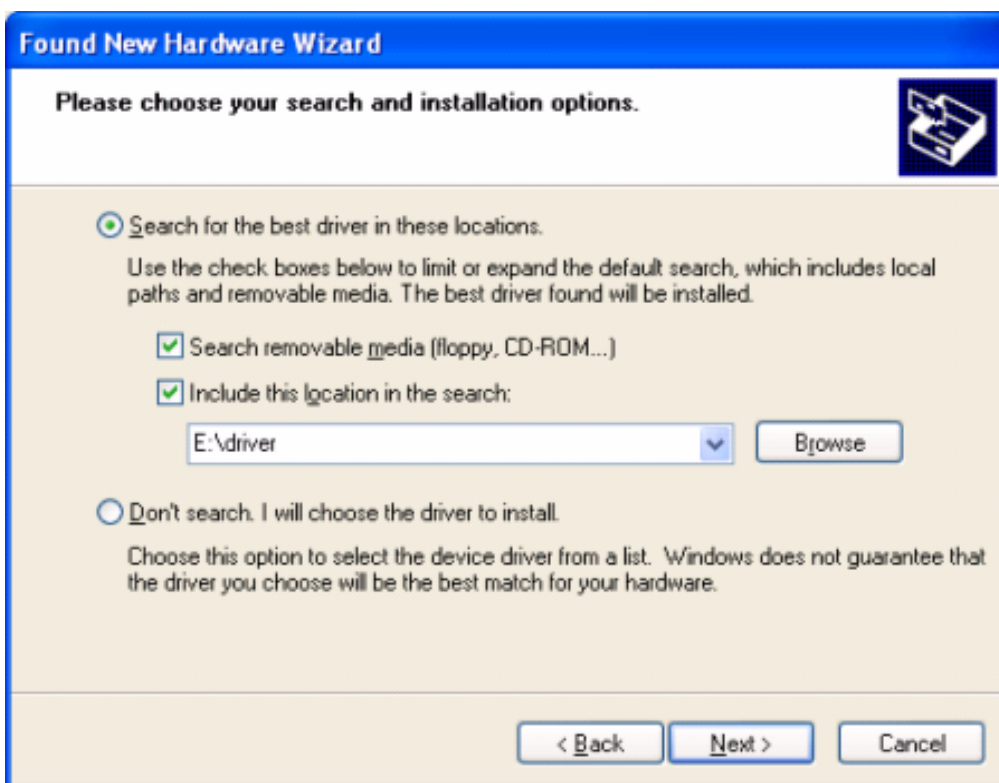 Found New Hardware Wizard
Please choose your search and installation options.
Search for the best driver in these locations.
Use the check boxes below to limit or expand the default search, which includes local
paths and removable media. The best driver found will be installed.
Search removable media (floppy, CD-ROM...)
Include this location in the search:
E:\driver
Browse
Don't search. I will choose the driver to install.
Choose this option to select the device driver from a list. Windows does not guarantee that
the driver you choose will be the best match for your hardware.
< Back
Next >
Cancel